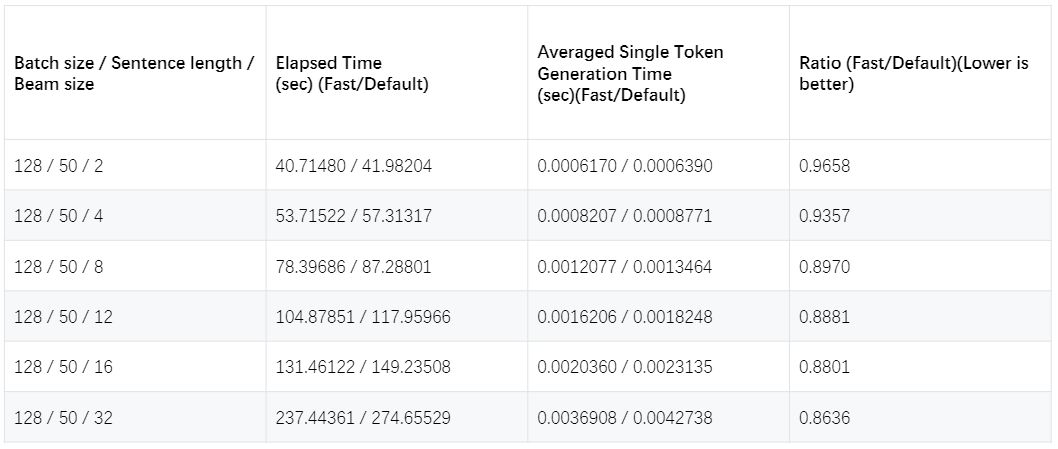 Batch size / Sentence length /
Beam size
Elapsed Time
(sec) (Fast/Default)
Averaged Single Token
Generation Time
(sec)(Fast/Default)
Ratio (Fast/Default)(Lower is
better)
128 / 50 / 2 40.71480 / 41.98204 0.0006170 / 0.0006390 0.9658
128 / 50 / 4 53.71522 / 57.31317 0.0008207 / 0.0008771 0.9357
128 / 50 / 8 78.39686 / 87.28801 0.0012077 / 0.0013464 0.8970
128 / 50 / 12 104.87851 / 117.95966 0.0016206 / 0.0018248 0.8881
128 / 50 / 16 131.46122 / 149.23508 0.0020360 / 0.0023135 0.8801
128 / 50 / 32 237.44361 / 274.65529 0.0036908 / 0.0042738 0.8636